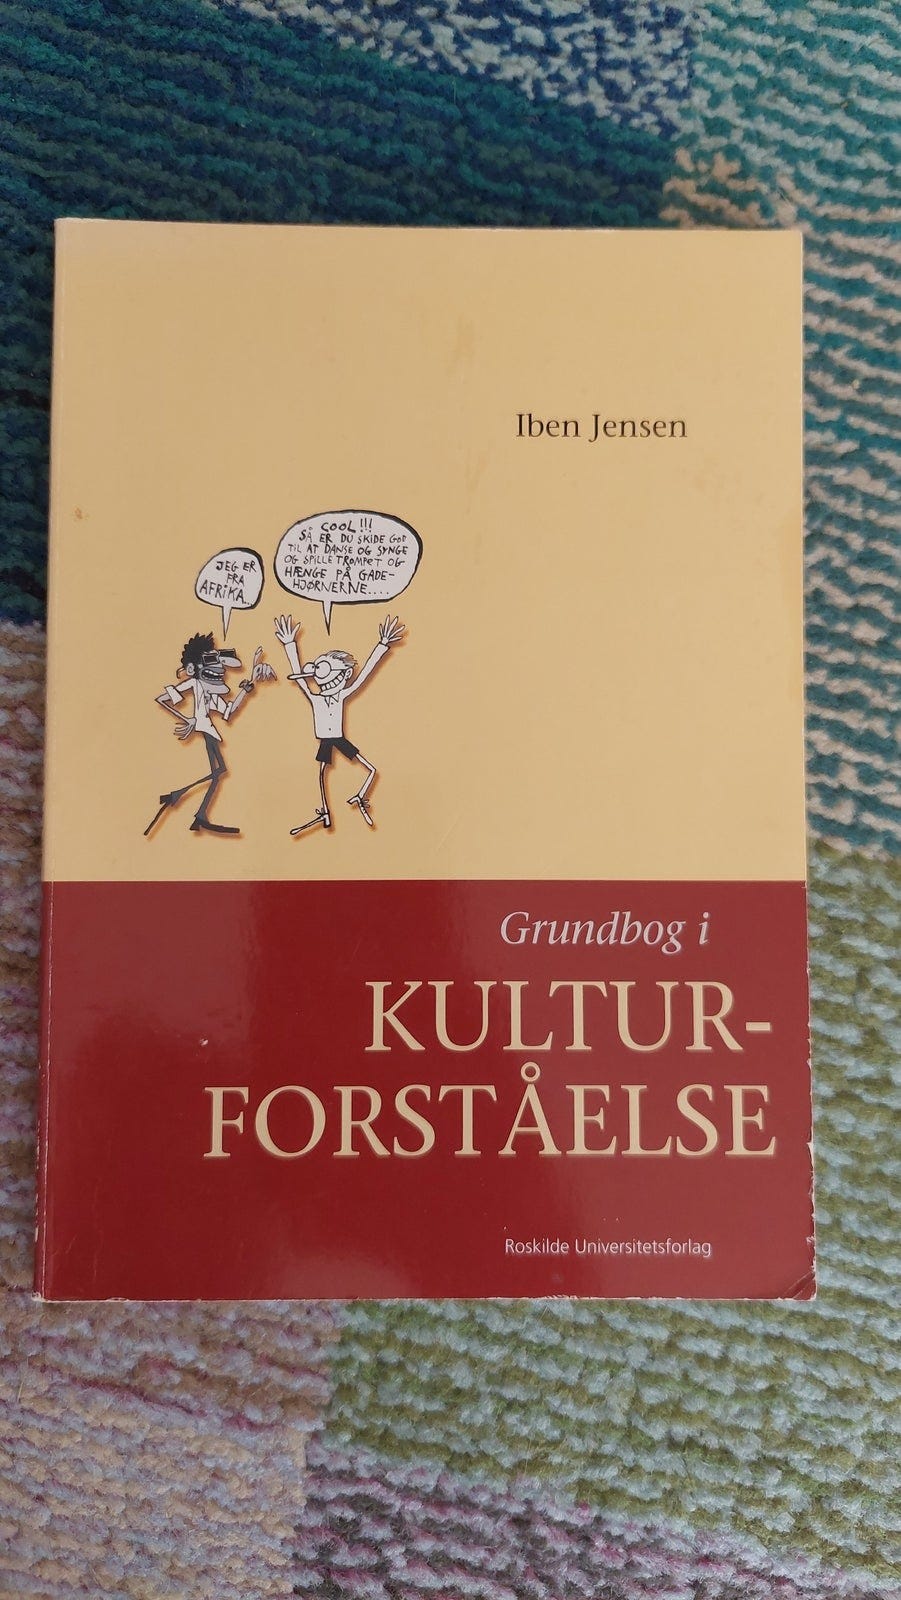 Iben Jensen
JEG ER
FRA
AFRIKA..
COOL!!!
SÅ ER DU SKIDE GOD
TIL AT DANSE OG SYNGE
OG SPILLE TROMPET OG
HÆNGE PÅ GADE-
HJØRNERNE....
Grundbog i
KULTUR-
FORSTÅELSE
Roskilde Universitetsforlag